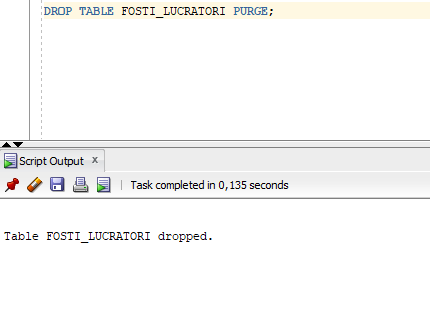 DROP TABLE FOSTI_LUCRATORI PURGE;
Script Output x
Task completed in 0,135 seconds
Table FOSTI_LUCRATORI dropped.